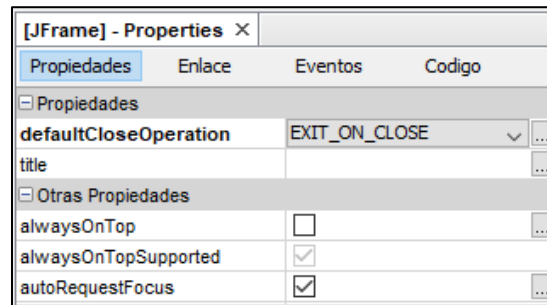 [JFrame] - Properties ×
Propiedades Enlace Eventos Codigo
Propiedades
defaultCloseOperation EXIT_ON_CLOSE ...
title ...
Otras Propiedades
alwaysOnTop ...
alwaysOnTopSupported
autoRequestFocus ...